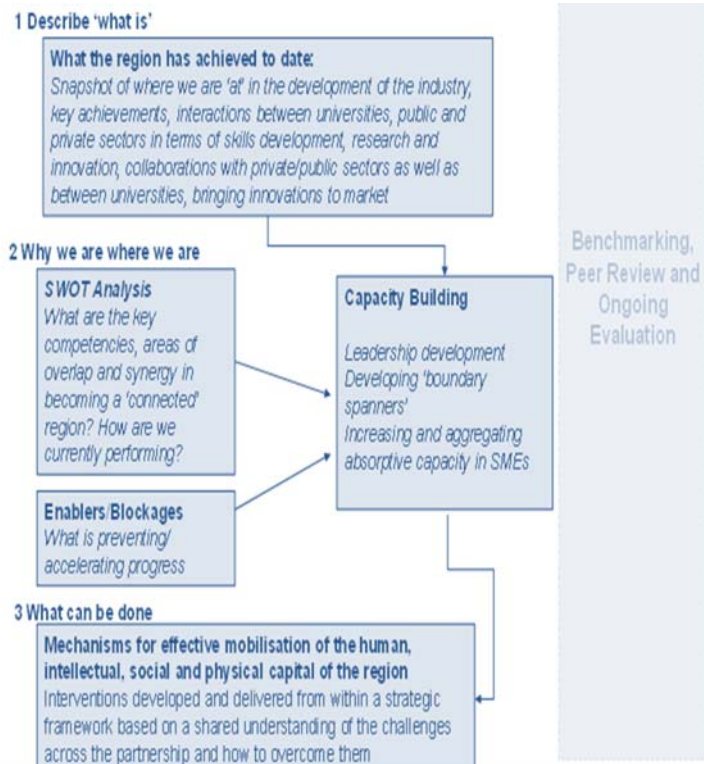 1 Describe ‘what is’
What the region has achieved to date:
Snapshot of where we are ‘at’ in the development of the industry,
key achievements, interactions between universities, public and
private sectors in terms of skills development, research and
innovation, collaborations with private/public sectors as well as
between universities, bringing innovations to market
2 Why we are where we are
SWOT Analysis
What are the key
competencies, areas of
overlap and synergy in
becoming a ‘connected’
region? How are we
currently performing?
Enablers/Blockages
What is preventing/
accelerating progress
Capacity Building
Leadership development
Developing ‘boundary
spanners’
Increasing and aggregating
absorptive capacity in SMEs
3 What can be done
Mechanisms for effective mobilisation of the human,
intellectual, social and physical capital of the region
Interventions developed and delivered from within a strategic
framework based on a shared understanding of the challenges
across the partnership and how to overcome them
Benchmarking,
Peer Review and
Ongoing
Evaluation